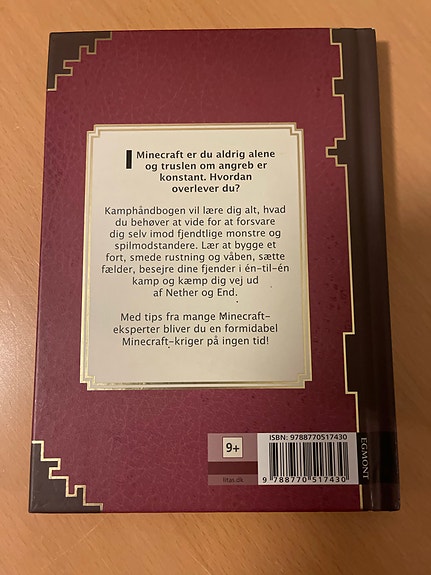 I Minecraft er du aldrig alene
og truslen om angreb er
konstant. Hvordan
overlever du?
Kamphåndbogen vil lære dig alt, hvad
du behøver at vide for at forsvare
dig selv imod fjendtlige monstre og
spilmodstandere. Lær at bygge et
fort, smede rustning og våben, sætte
fælder, besejre dine fjender i én-til-én
kamp og kæmp dig vej ud
af Nether og End.
Med tips fra mange Minecraft-
eksperter bliver du en formidabel
Minecraft-kriger på ingen tid!
9+
litas.dk
ISBN: 9788770517430
9 788770 517430
EGMONT